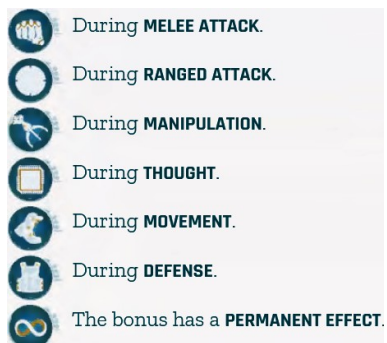 During MELEE ATTACK.
During RANGED ATTACK.
During MANIPULATION.
During THOUGHT.
During MOVEMENT.
During DEFENSE.
The bonus has a PERMANENT EFFECT.